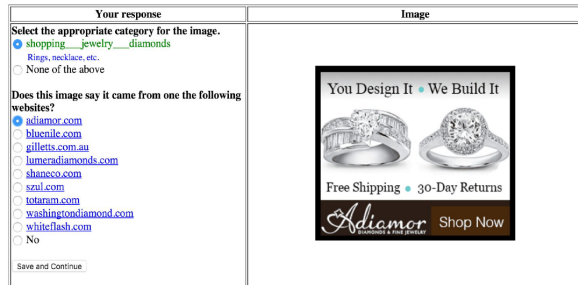 Your response
Image
Select the appropriate category for the image.
shopping___jewelry___diamonds
Rings, necklace, etc.
None of the above
Does this image say it came from one the following
websites?
adiamor.com
bluenile.com
gilletts.com.au
lumeradiamonds.com
shaneco.com
szul.com
totaram.com
washingtondiamond.com
whiteflash.com
No
Save and Continue
You Design It • We Build It
Free Shipping • 30-Day Returns
Adiamor
DIAMONDS & FINE JEWELRY
Shop Now